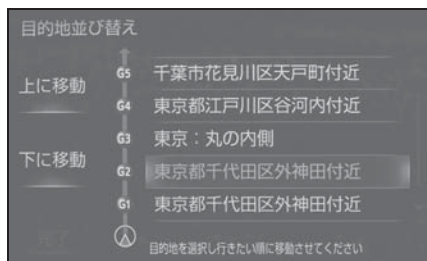 目的地並び替え
G5 千葉市花見川区天戸町付近
上に移動
G4 東京都江戸川区谷河内付近
G3 東京：丸の内側
下に移動
G2 東京都千代田区外神田付近
G1 東京都千代田区外神田付近
完了
目的地を選択し行きたい順に移動させてください